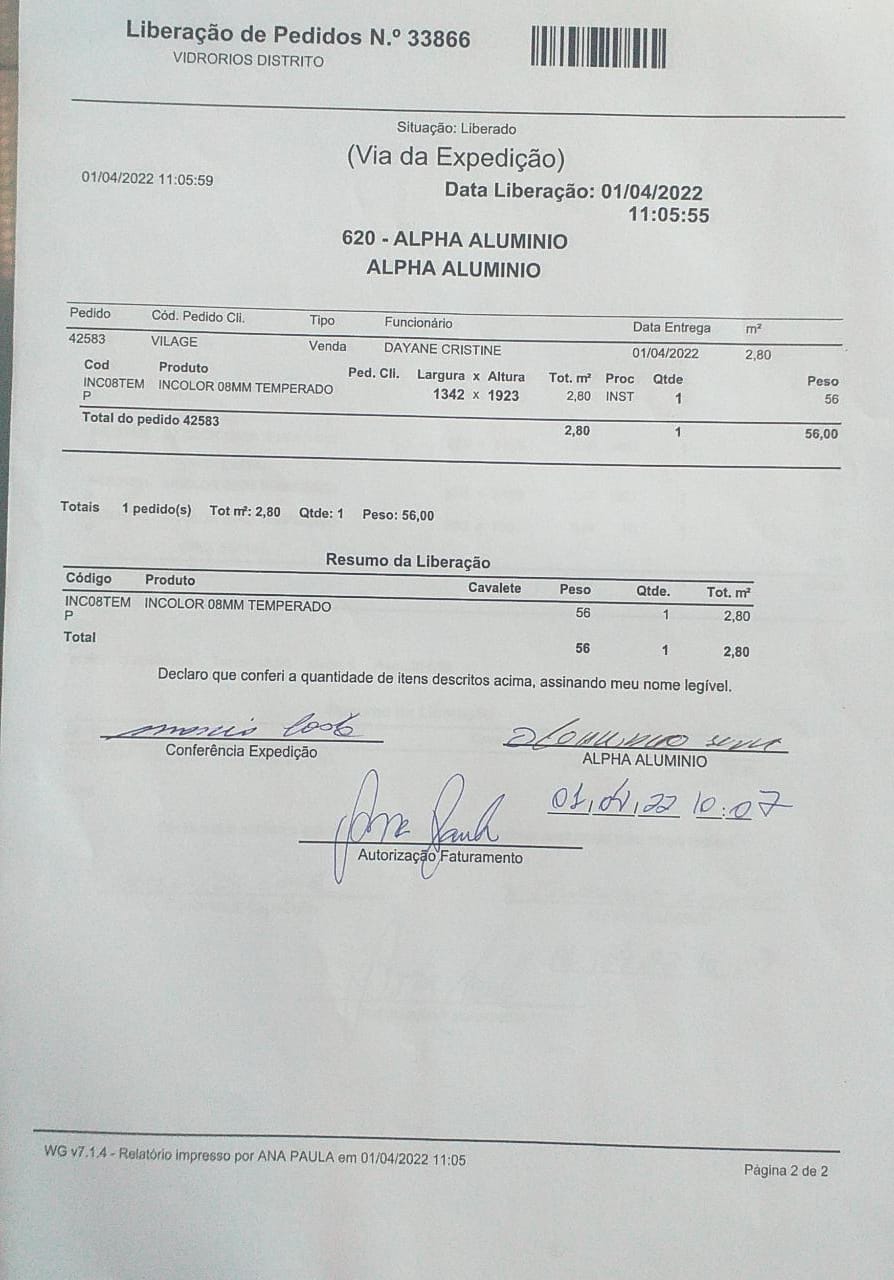 Liberação de Pedidos N.º 33866
VIDRORIOS DISTRITO
Situação: Liberado
(Via da Expedição)
01/04/2022 11:05:59
Data Liberação: 01/04/2022
11:05:55
620 - ALPHA ALUMINIO
ALPHA ALUMINIO
Pedido Cód. Pedido Cli. Tipo Funcionário Data Entrega m²
42583 VILAGE Venda DAYANE CRISTINE 01/04/2022 2,80
Cod Produto Ped. Cli. Largura x Altura Tot. m² Proc Qtde Peso
INC08TEM INCOLOR 08MM TEMPERADO 1342 x 1923 2,80 INST 1 56
P
Total do pedido 42583 2,80 1 56,00
Totais 1 pedido(s) Tot m²: 2,80 Qtde: 1 Peso: 56,00
Resumo da Liberação
Código Produto Cavalete Peso Qtde. Tot. m²
INC08TEM INCOLOR 08MM TEMPERADO 56 1 2,80
P
Total 56 1 2,80
Declaro que conferi a quantidade de itens descritos acima, assinando meu nome legível.
Conferência Expedição
ALPHA ALUMINIO
01,04,22 10:07
Ana Paula
Autorização Faturamento
WG v7.1.4 - Relatório impresso por ANA PAULA em 01/04/2022 11:05
Página 2 de 2